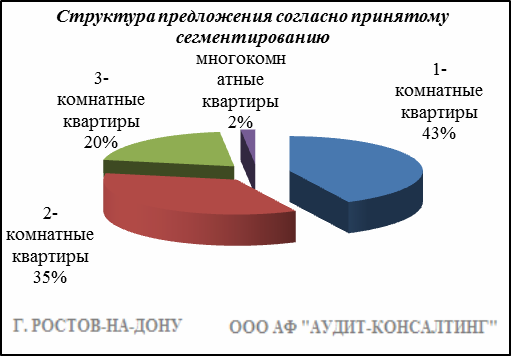 Структура предложения согласно принятому
сегментированию
многокомн
атные
квартиры
2%
1-
комнатные
квартиры
43%
3-
комнатные
квартиры
20%
2-
комнатные
квартиры
35%
Г. РОСТОВ-НА-ДОНУ
ООО АФ "АУДИТ-КОНСАЛТИНГ"